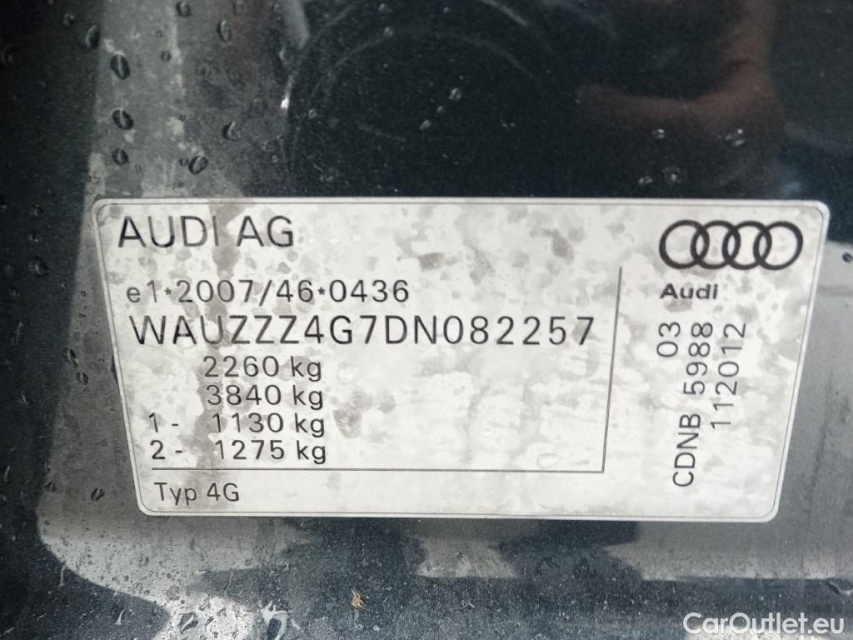 AUDI AG
Audi
e1*2007/46*0436
WAUZZZ4G7DN082257
2260 kg
3840 kg
1 - 1130 kg
2 - 1275 kg
Typ 4G
03
CDNB 5988
112012
CarOutlet.eu